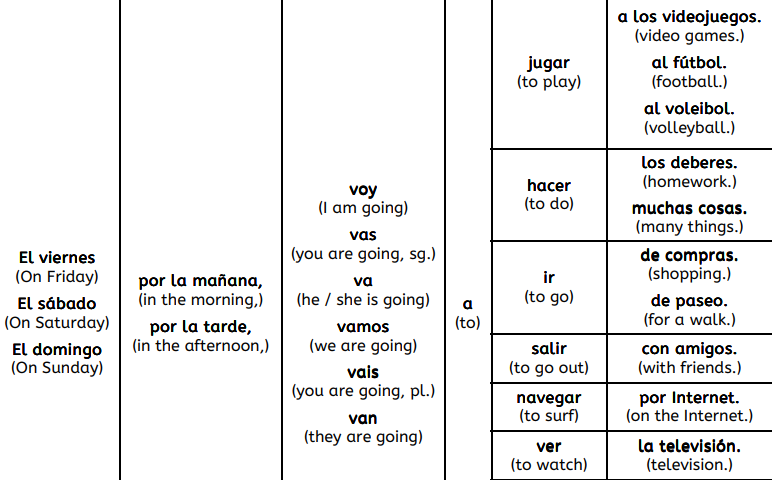 El viernes
(On Friday)
El sábado
(On Saturday)
El domingo
(On Sunday)
por la mañana,
(in the morning,)
por la tarde,
(in the afternoon,)
voy
(I am going)
vas
(you are going, sg.)
va
(he / she is going)
vamos
(we are going)
vais
(you are going, pl.)
van
(they are going)
a
(to)
jugar
(to play)
a los videojuegos.
(video games.)
al fútbol.
(football.)
al voleibol.
(volleyball.)
hacer
(to do)
los deberes.
(homework.)
muchas cosas.
(many things.)
ir
(to go)
de compras.
(shopping.)
de paseo.
(for a walk.)
salir
(to go out)
con amigos.
(with friends.)
navegar
(to surf)
por Internet.
(on the Internet.)
ver
(to watch)
la televisión.
(television.)